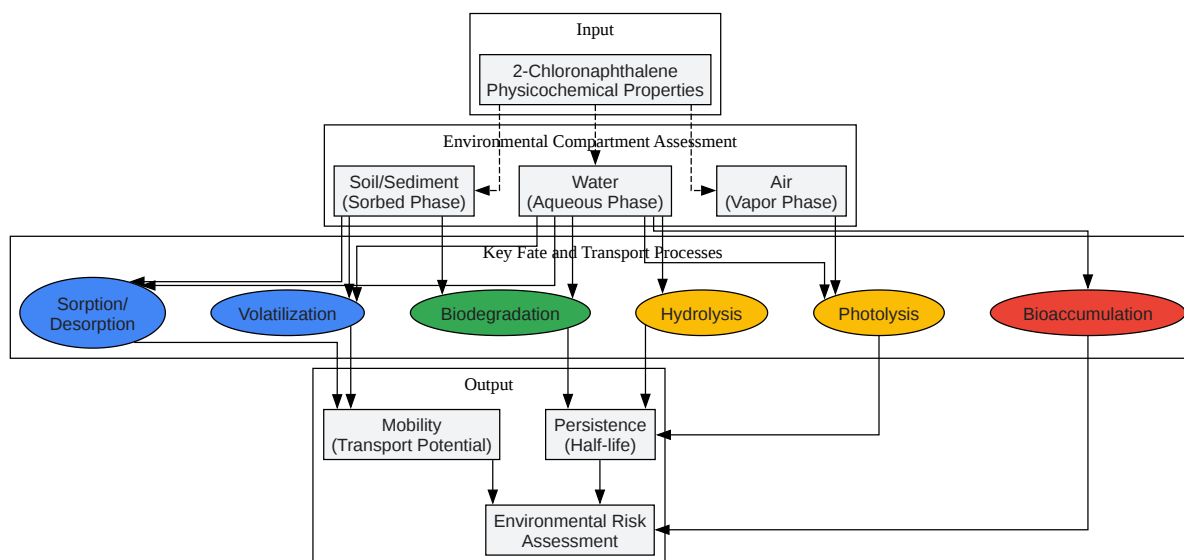 Input
2-Chloronaphthalene
Physicochemical Properties
Environmental Compartment Assessment
Soil/Sediment
(Sorbed Phase)
Water
(Aqueous Phase)
Air
(Vapor Phase)
Key Fate and Transport Processes
Sorption/
Desorption
Volatilization
Biodegradation
Hydrolysis
Photolysis
Bioaccumulation
Output
Mobility
(Transport Potential)
Persistence
(Half-life)
Environmental Risk
Assessment